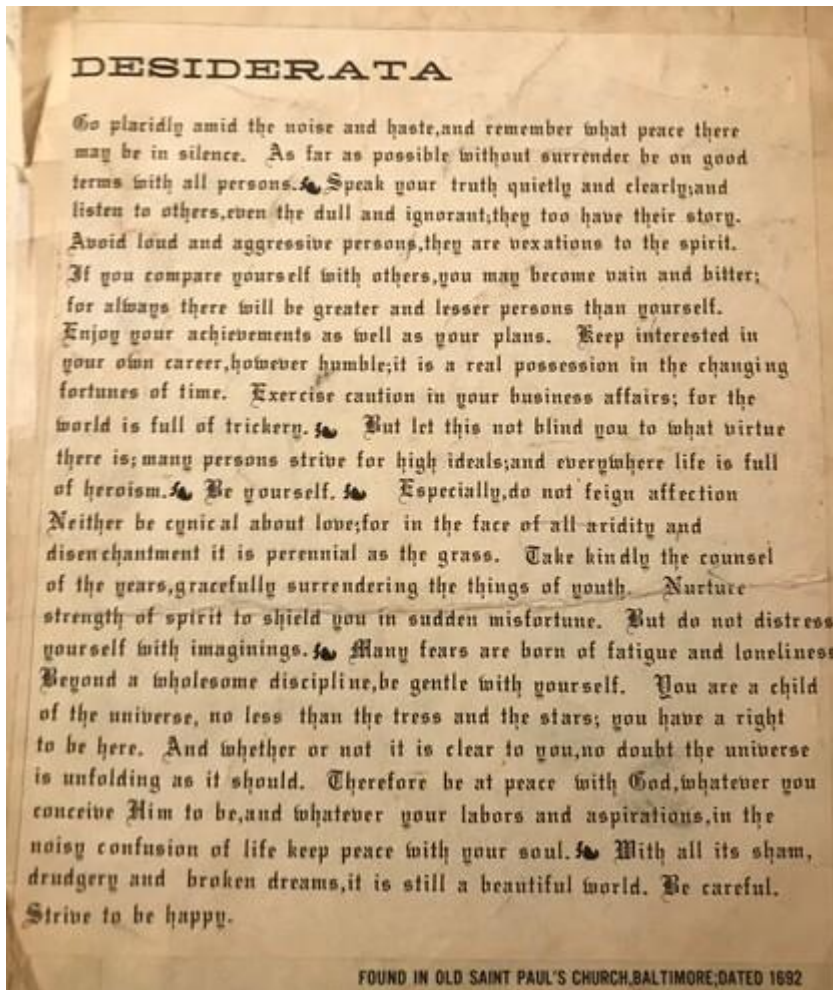 DESIDERATA
Go placidly amid the noise and haste,and remember what peace there
may be in silence. As far as possible without surrender be on good
terms with all persons. Speak your truth quietly and clearly;and
listen to others,even the dull and ignorant;they too have their story.
Avoid loud and aggressive persons,they are vexations to the spirit.
If you compare yourself with others,you may become vain and bitter;
for always there will be greater and lesser persons than yourself.
Enjoy your achievements as well as your plans. Keep interested in
your own career,however humble;it is a real possession in the changing
fortunes of time. Exercise caution in your business affairs; for the
world is full of trickery. But let this not blind you to what virtue
there is; many persons strive for high ideals;and everywhere life is full
of heroism. Be yourself. Especially,do not feign affection
Neither be cynical about love;for in the face of all aridity and
disenchantment it is perennial as the grass. Take kindly the counsel
of the years,gracefully surrendering the things of youth. Nurture
strength of spirit to shield you in sudden misfortune. But do not distress
yourself with imaginings. Many fears are born of fatigue and loneliness
Beyond a wholesome discipline,be gentle with yourself. You are a child
of the universe, no less than the tress and the stars; you have a right
to be here. And whether or not it is clear to you,no doubt the universe
is unfolding as it should. Therefore be at peace with God,whatever you
conceive Him to be,and whatever your labors and aspirations,in the
noisy confusion of life keep peace with your soul. With all its sham,
drudgery and broken dreams,it is still a beautiful world. Be careful.
Strive to be happy.
FOUND IN OLD SAINT PAUL'S CHURCH,BALTIMORE;DATED 1692